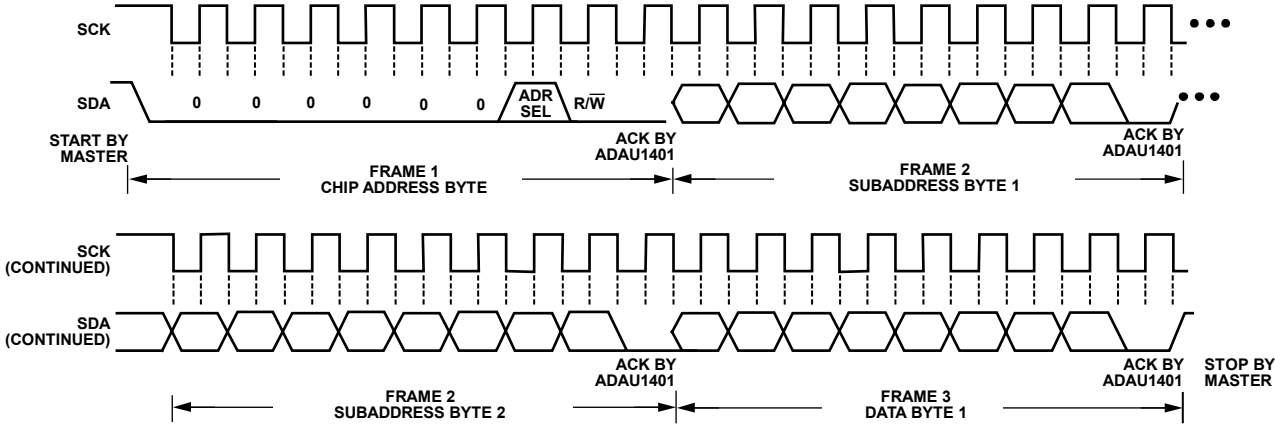 SCK
SDA
0 0 0 0 0 0 ADR SEL R/W̅
START BY
MASTER
ACK BY
ADAU1401
ACK BY
ADAU1401
FRAME 1
CHIP ADDRESS BYTE
FRAME 2
SUBADDRESS BYTE 1
SCK
(CONTINUED)
SDA
(CONTINUED)
ACK BY
ADAU1401
ACK BY
ADAU1401
STOP BY
MASTER
FRAME 2
SUBADDRESS BYTE 2
FRAME 3
DATA BYTE 1